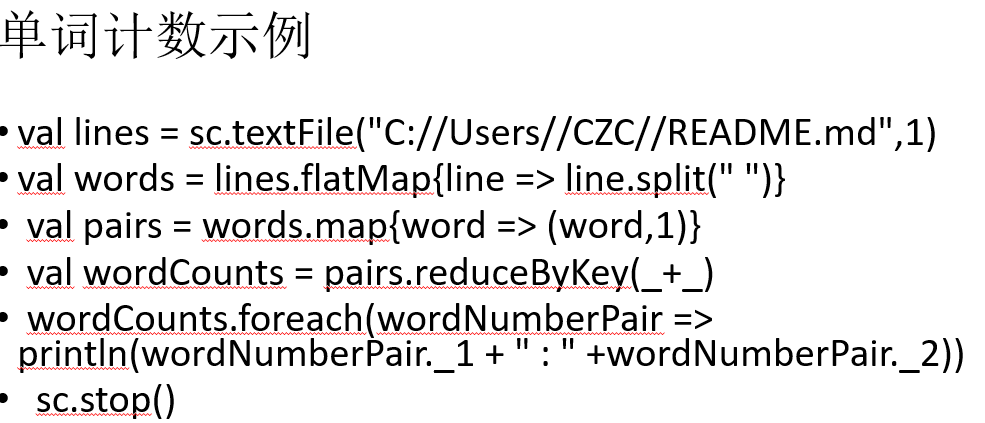 单词计数示例
• val lines = sc.textFile("C://Users//CZC//README.md",1)
• val words = lines.flatMap{line => line.split(" ")}
• val pairs = words.map{word => (word,1)}
• val wordCounts = pairs.reduceByKey(_+_)
• wordCounts.foreach(wordNumberPair =>
println(wordNumberPair._1 + " : " +wordNumberPair._2))
• sc.stop()